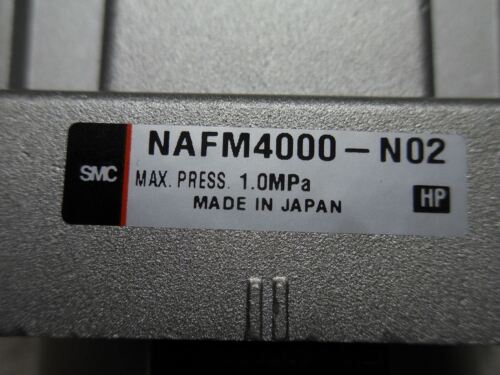 NAFM4000-N02
SMC
MAX. PRESS. 1.0MPa
MADE IN JAPAN
HP